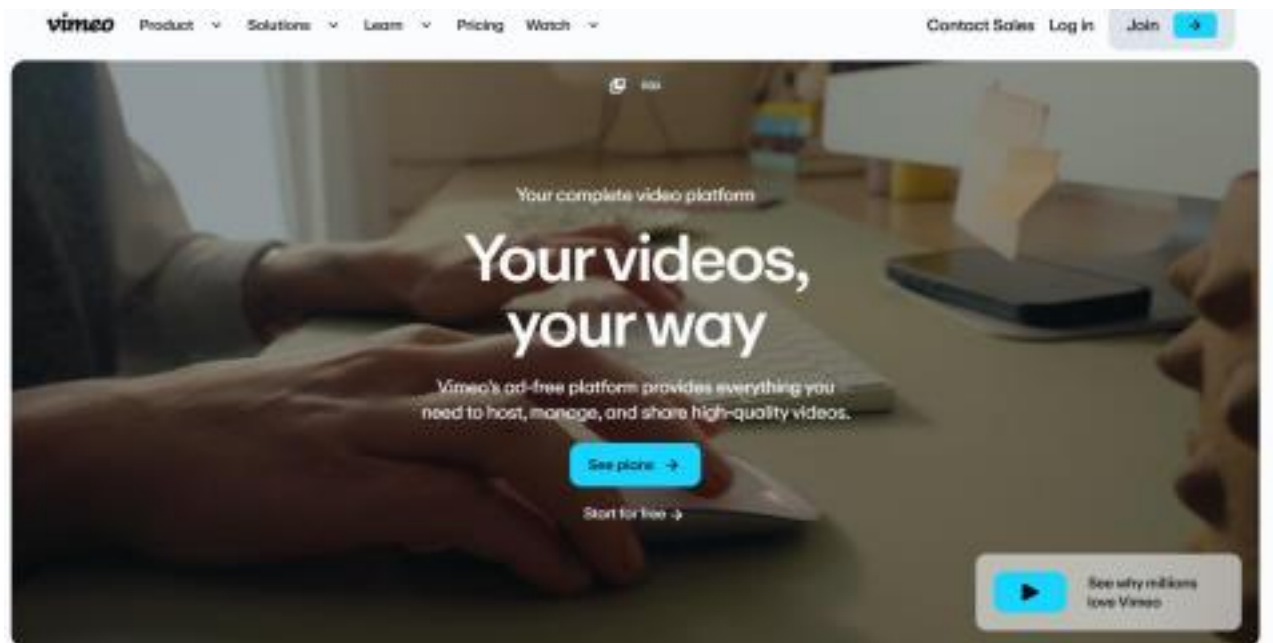 vimeo Product Solutions Learn Pricing Watch Contact Sales Log in Join
Your complete video platform
Your videos,
your way
Vimeo's ad-free platform provides everything you
need to host, manage, and share high-quality videos.
See plans
Start for free
See why millions
love Vimeo